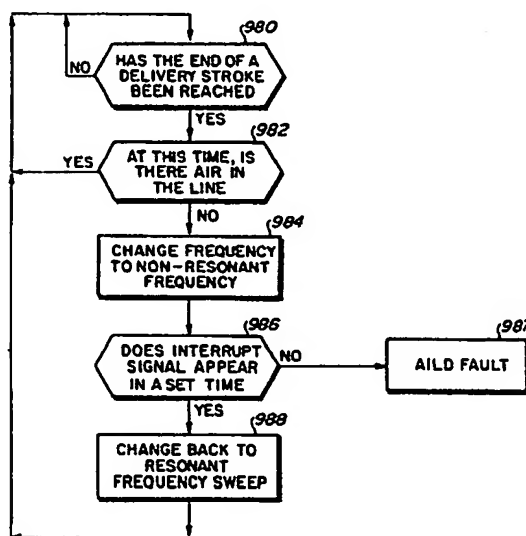 980
HAS THE END OF A
DELIVERY STROKE
BEEN REACHED
NO
YES
982
AT THIS TIME, IS
THERE AIR IN
THE LINE
YES
NO
984
CHANGE FREQUENCY
TO NON-RESONANT
FREQUENCY
986
DOES INTERRUPT
SIGNAL APPEAR
IN A SET TIME
NO
987
AILD FAULT
YES
988
CHANGE BACK TO
RESONANT
FREQUENCY SWEEP